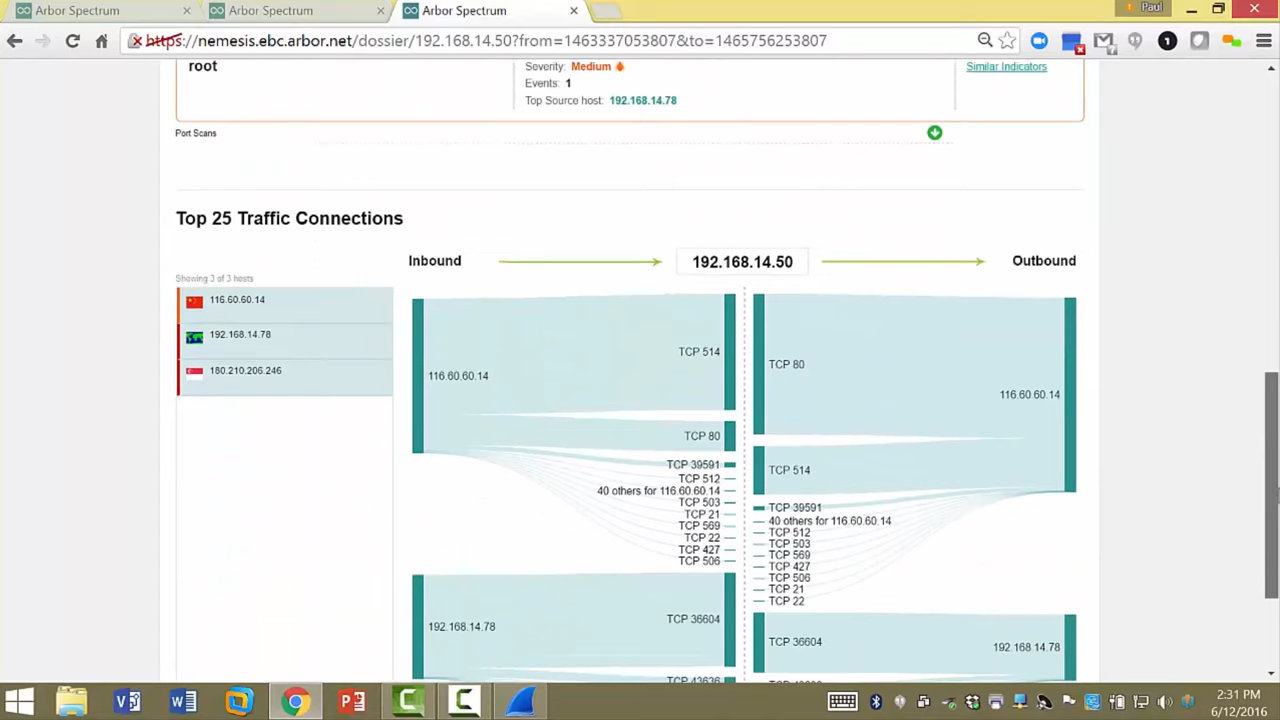 Arbor Spectrum
Arbor Spectrum
Arbor Spectrum
Paul
https://nemesis.ebc.arbor.net/dossier/192.168.14.50?from=1463337053807&to=1465756253807
root
Severity: Medium
Events: 1
Top Source host: 192.168.14.78
Similar Indicators
Port Scans
Top 25 Traffic Connections
Inbound
192.168.14.50
Outbound
Showing 3 of 3 hosts
116.60.60.14
192.168.14.78
180.210.206.246
116.60.60.14
TCP 514
TCP 80
TCP 39591
TCP 512
40 others for 116.60.60.14
TCP 503
TCP 21
TCP 569
TCP 22
TCP 427
TCP 506
TCP 80
116.60.60.14
TCP 514
TCP 39591
40 others for 116.60.60.14
TCP 512
TCP 503
TCP 569
TCP 427
TCP 506
TCP 21
TCP 22
192.168.14.78
TCP 36604
TCP 43636
TCP 36604
192.168.14.78
2:31 PM
6/12/2016